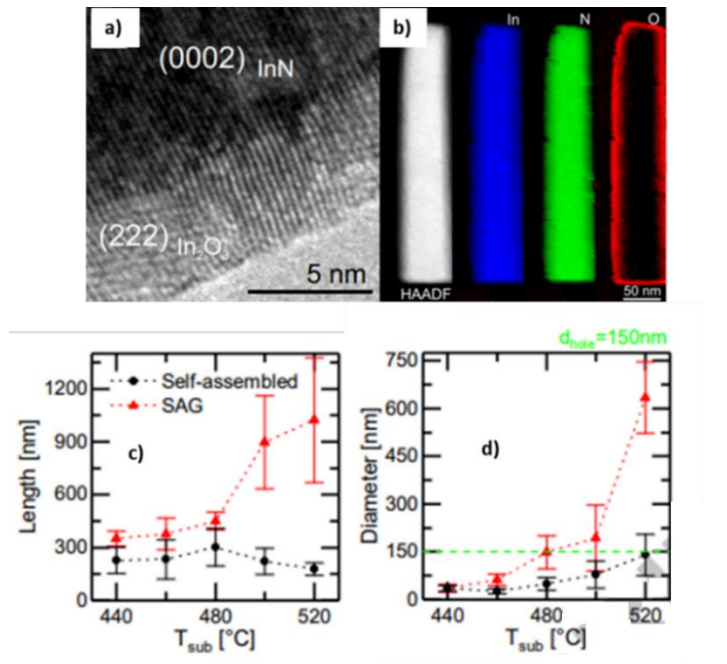 a)
(0002) InN
(222) In2O3
5 nm
b)
In N O
HAADF
50 nm
Length [nm]
1200
900
600
300
0
Self-assembled
SAG
c)
440 480 520
Tsub [°C]
dhole=150nm
Diameter [nm]
750
600
450
300
150
0
d)
440 480 520
Tsub [°C]